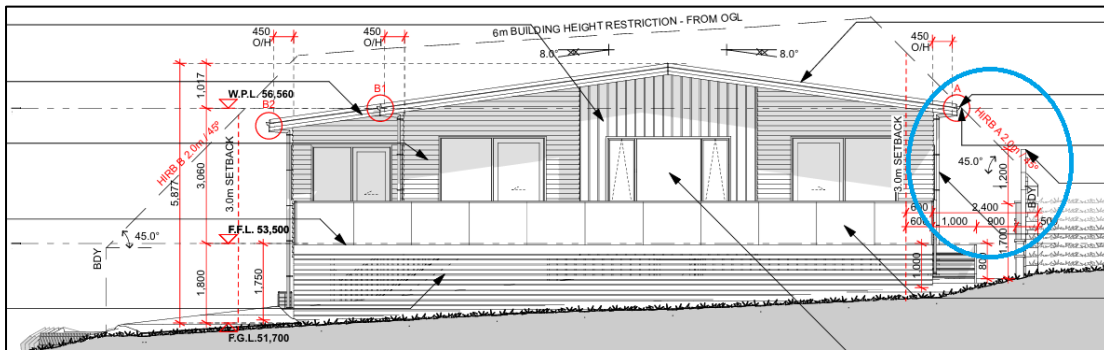 6m BUILDING HEIGHT RESTRICTION - FROM OGL
450
O/H
450
O/H
450
O/H
8.0°
8.0°
1,017
W.P.L. 56,560
B1
B2
A
HIRB B 2.0m / 45º
HIRB A 2.0m / 45º
3.0m SETBACK
3.0m SETBACK
5,877
3,060
45.0°
45.0°
1,200
BDY
BDY
600
2,400
600
1,000
900
500
F.F.L. 53,500
1,800
1,750
1,000
800
1,700
F.G.L.51,700